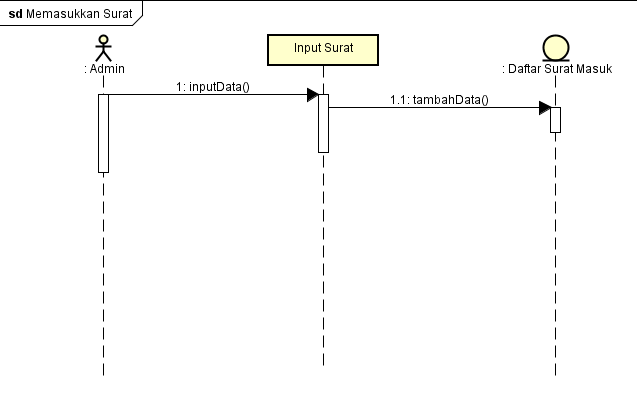 sd Memasukkan Surat
Input Surat
: Admin
: Daftar Surat Masuk
1: inputData()
1.1: tambahData()